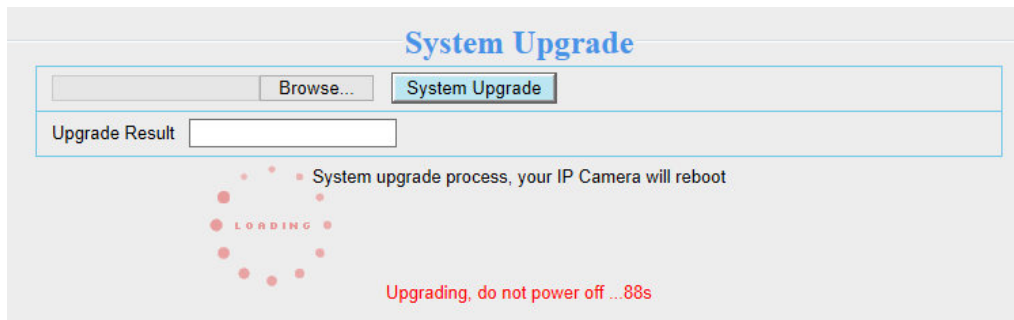 System Upgrade
Browse... System Upgrade
Upgrade Result
System upgrade process, your IP Camera will reboot
LOADING
Upgrading, do not power off ...88s